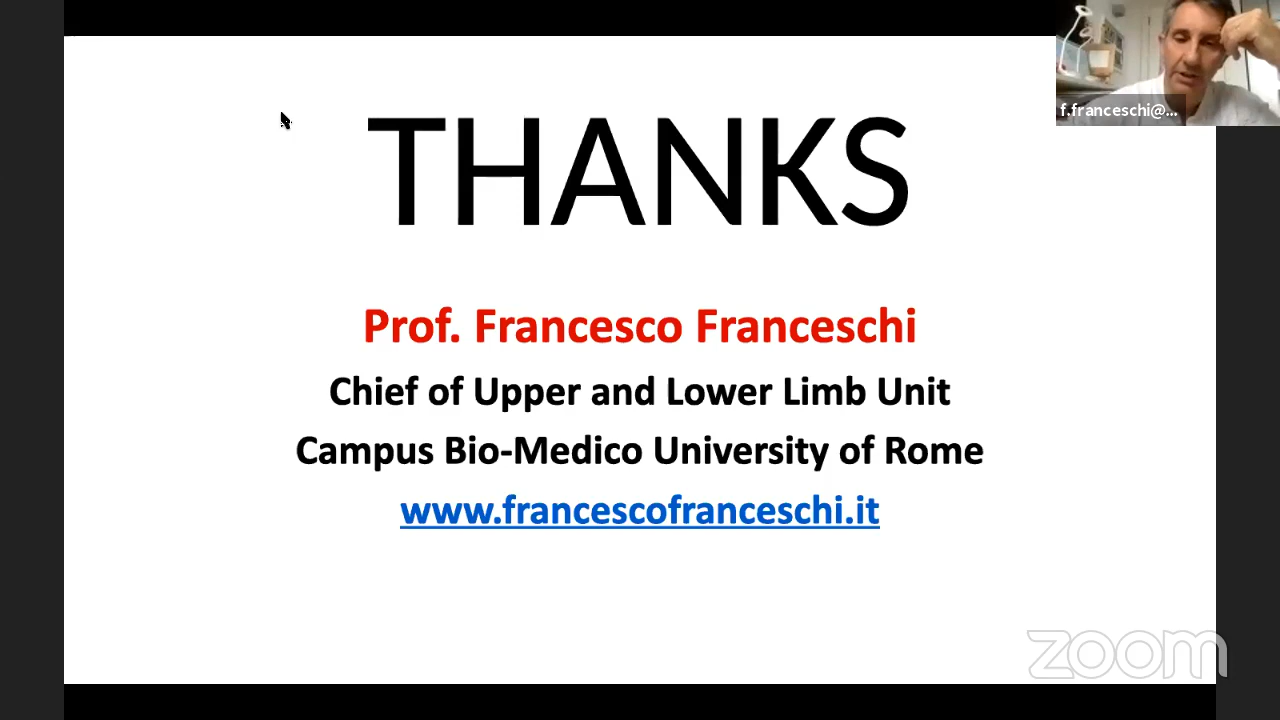 THANKS
f.franceschi@...
Prof. Francesco Franceschi
Chief of Upper and Lower Limb Unit
Campus Bio-Medico University of Rome
www.francescofranceschi.it
zoom